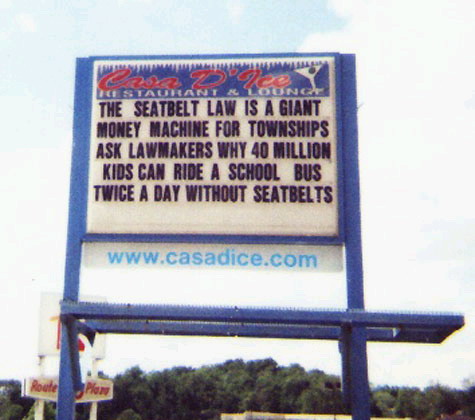 Casa D' Ice
RESTAURANT & LOUNGE
THE SEATBELT LAW IS A GIANT
MONEY MACHINE FOR TOWNSHIPS
ASK LAWMAKERS WHY 40 MILLION
KIDS CAN RIDE A SCHOOL BUS
TWICE A DAY WITHOUT SEATBELTS
www.casadice.com
Route Plaza